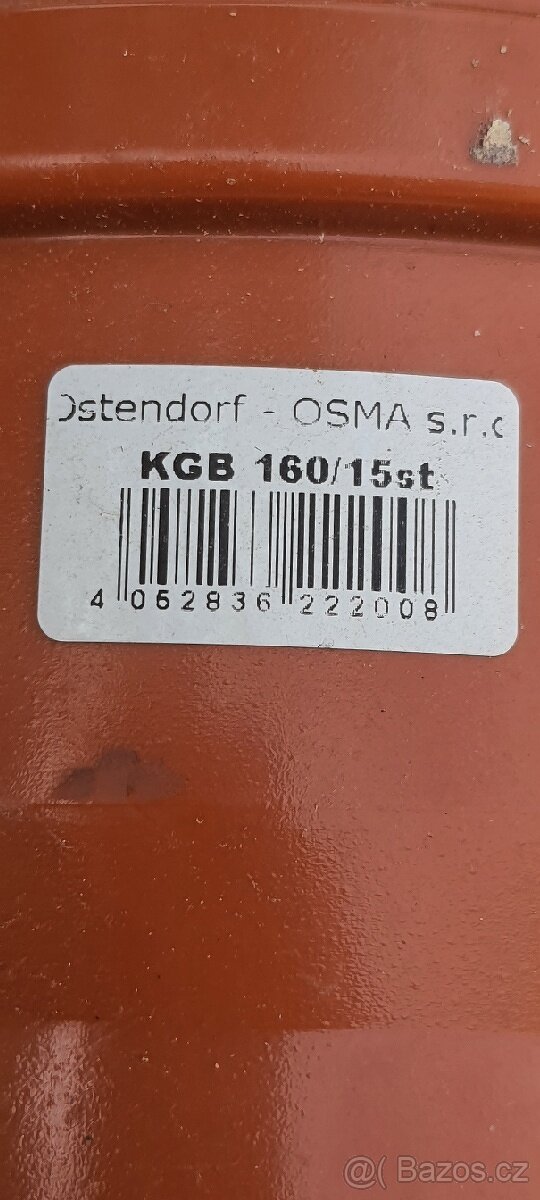 Ostendorf - OSMA s.r.o
KGB 160/15st
4 052836 222008
Bazos.cz